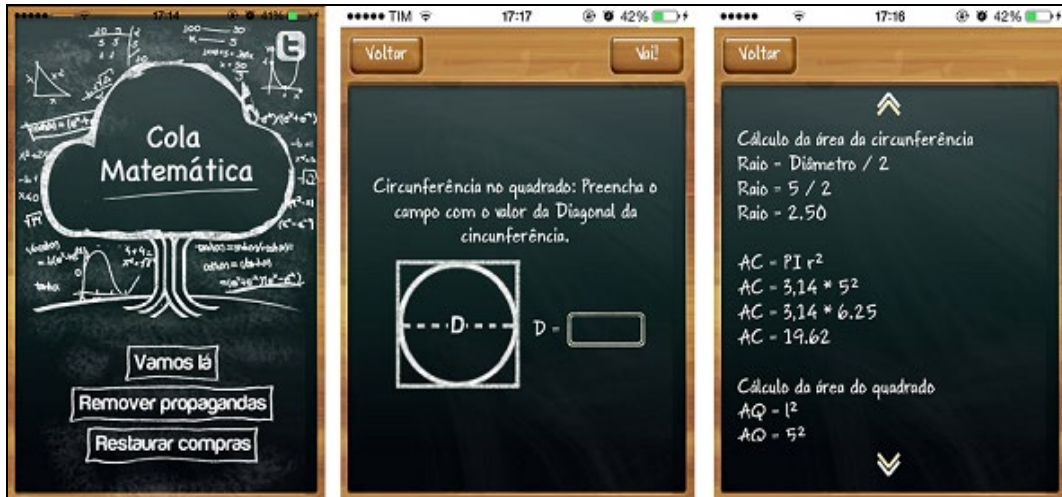 17:14
41%
Cola
Matemática
Vamos lá
Remover propagandas
Restaurar compras
TIM
17:17
42%
Voltar
Vai!
Circunferência no quadrado: Preencha o
campo com o valor da Diagonal da
cincunferência.
D
D =
17:16
42%
Voltar
Cálculo da área da circunferência
Raio = Diâmetro / 2
Raio = 5 / 2
Raio = 2.50
AC = PI r²
AC = 3,14 * 5²
AC = 3,14 * 6.25
AC = 19.62
Cálculo da área do quadrado
AQ = l²
AQ = 5²